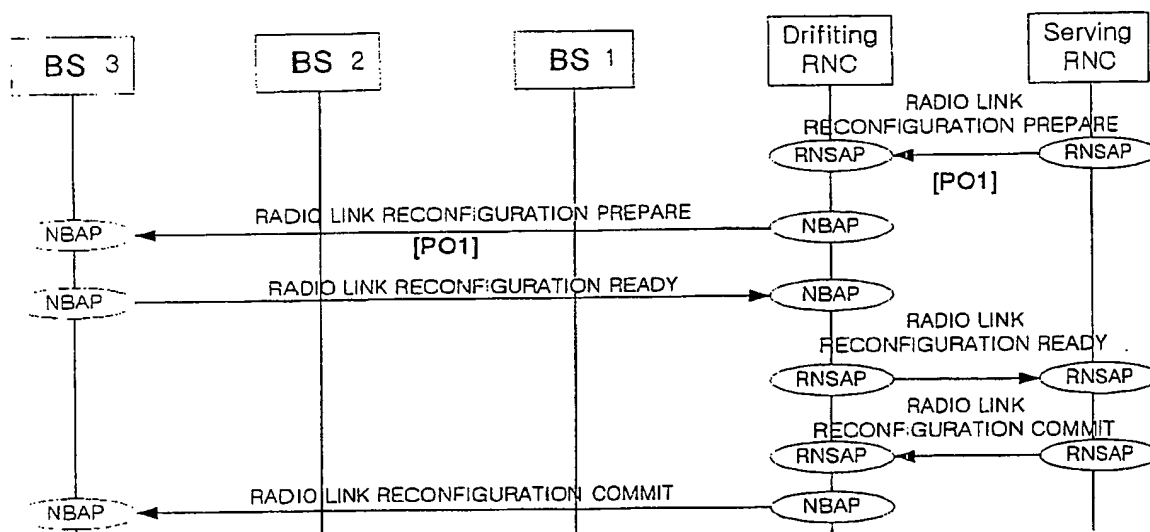 BS 3
BS 2
BS 1
Drifiting
RNC
Serving
RNC
RADIO LINK
RECONFIGURATION PREPARE
RNSAP
RNSAP
[PO1]
RADIO LINK RECONFIGURATION PREPARE
NBAP
NBAP
[PO1]
NBAP
RADIO LINK RECONFIGURATION READY
NBAP
RADIO LINK
RECONFIGURATION READY
RNSAP
RNSAP
RADIO LINK
RECONFIGURATION COMMIT
RNSAP
RNSAP
RADIO LINK RECONFIGURATION COMMIT
NBAP
NBAP